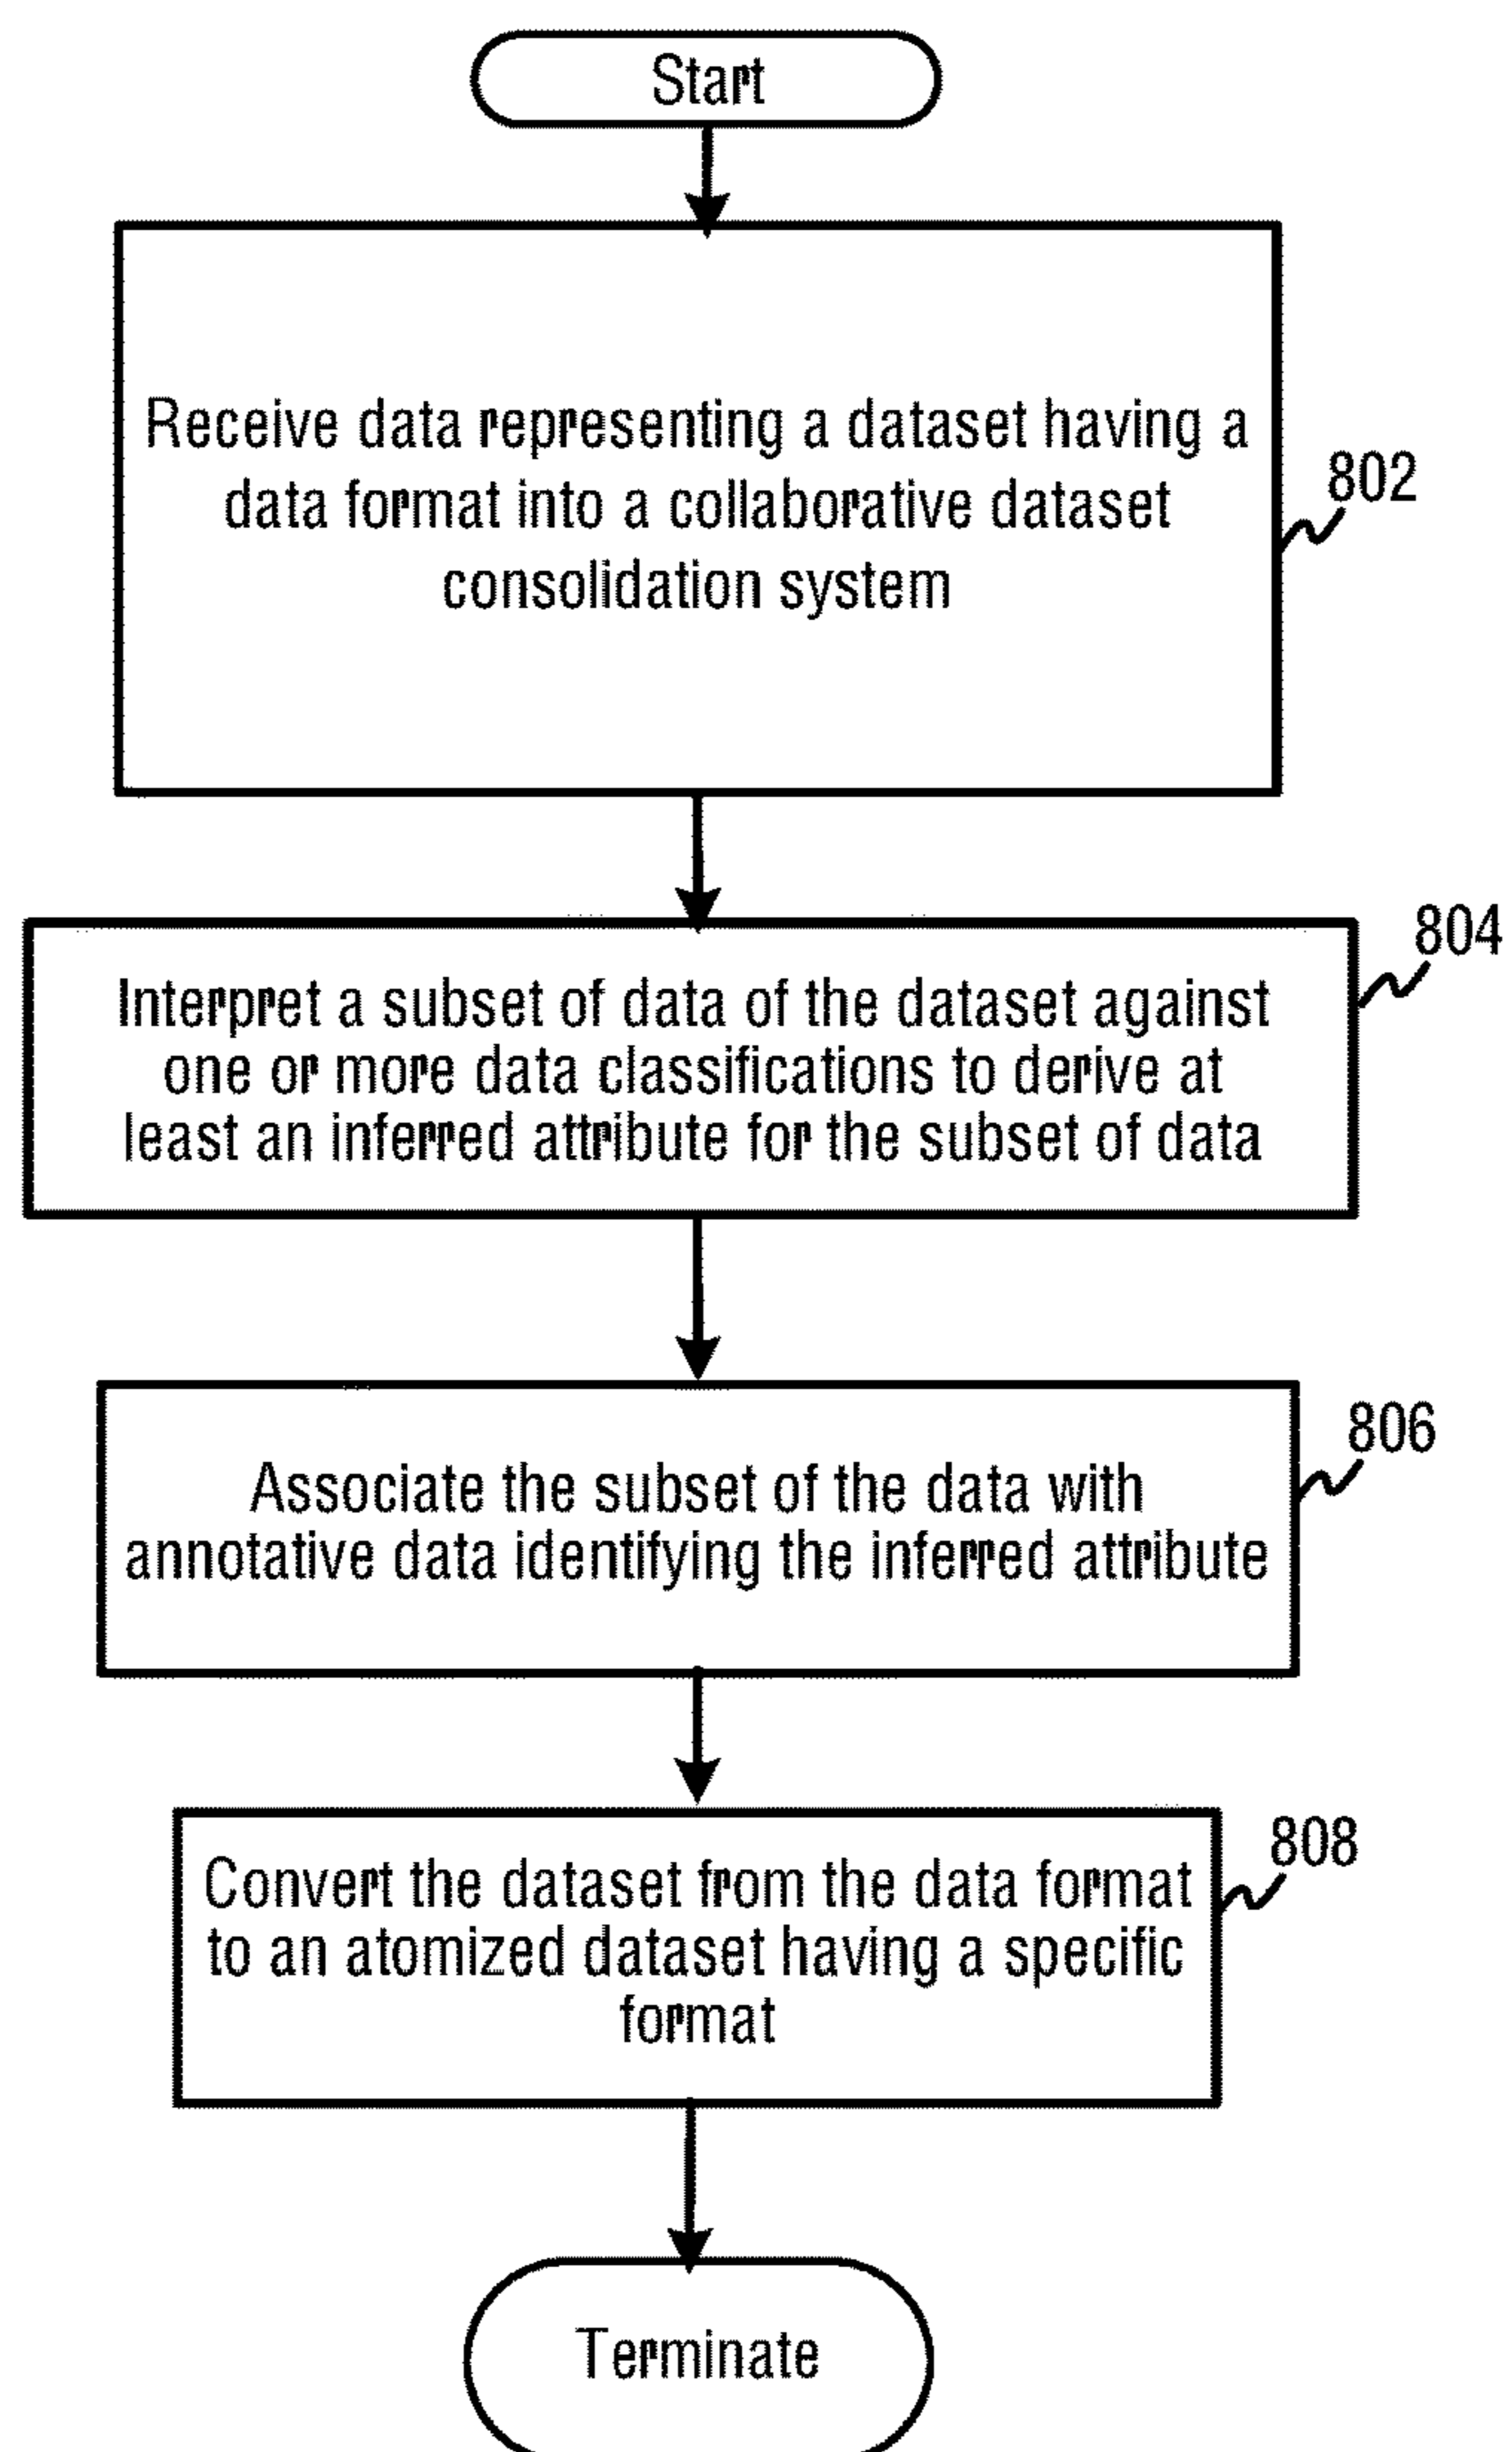 Start
Receive data representing a dataset having a
data format into a collaborative dataset
consolidation system
802
Interpret a subset of data of the dataset against
one or more data classifications to derive at
least an inferred attribute for the subset of data
804
Associate the subset of the data with
annotative data identifying the inferred attribute
806
Convert the dataset from the data format
to an atomized dataset having a specific
format
808
Terminate